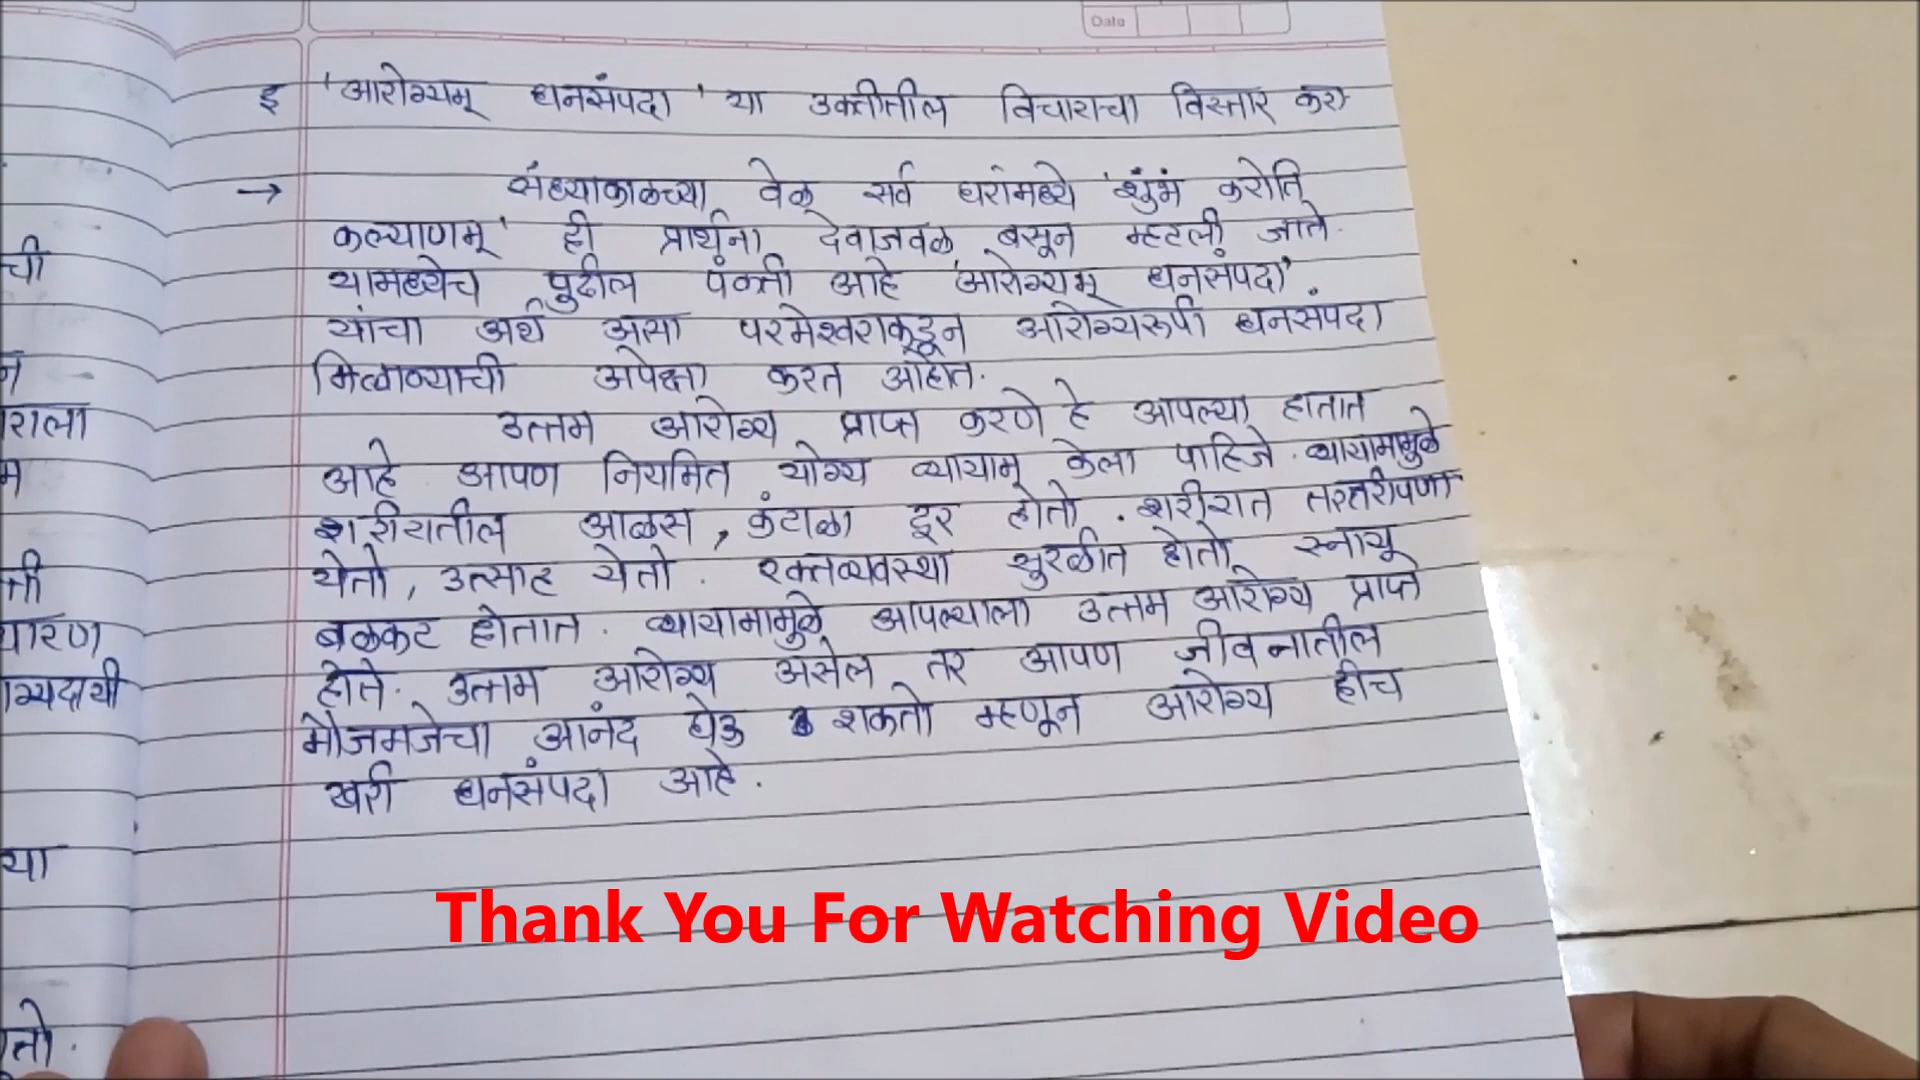 Date
इ 'आरोग्यम् धनसंपदा' या उक्तीतील विचाराचा विस्तार करा
→ संध्याकाळच्या वेळ सर्व घरांमध्ये 'शुंभं करोति
कल्याणम्' ही प्रार्थना देवाजवळ बसून म्हटली जाते.
यामध्येच पुढील पंक्ती आहे 'आरोग्यम् धनसंपदा'.
यांचा अर्थ असा परमेश्वराकडून आरोग्यरूपी धनसंपदा
मिळवण्याची अपेक्षा करत आहोत.
उत्तम आरोग्य प्राप्त करणे हे आपल्या हातात
आहे आपण नियमित योग्य व्यायाम केला पाहिजे. व्यायामामुळे
शरीरातील आळस, कंटाळा दूर होतो. शरीरात तरतरीपणा
येतो, उत्साह येतो. रक्तव्यवस्था सुरळीत होतो स्नायू
बळकट होतात. व्यायामामुळे आपल्याला उत्तम आरोग्य प्राप्त
होते. उत्तम आरोग्य असेल तर आपण जीवनातील
मौजमजेचा आनंद घेऊ शकतो म्हणून आरोग्य हीच
खरी धनसंपदा आहे.
Thank You For Watching Video